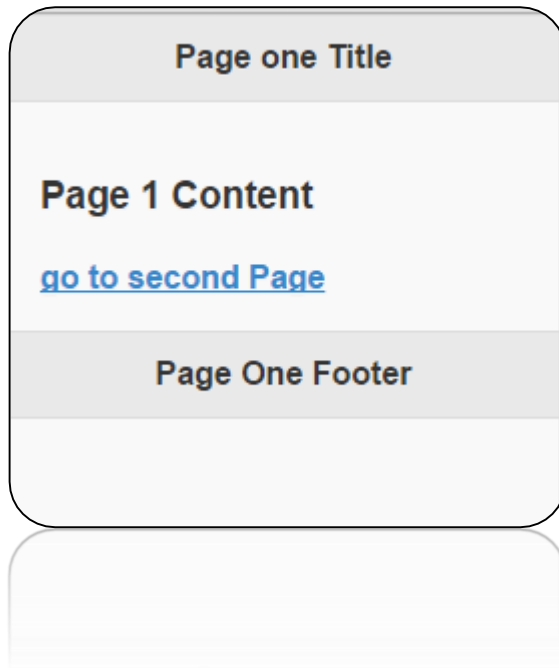 Page one Title
Page 1 Content
go to second Page
Page One Footer